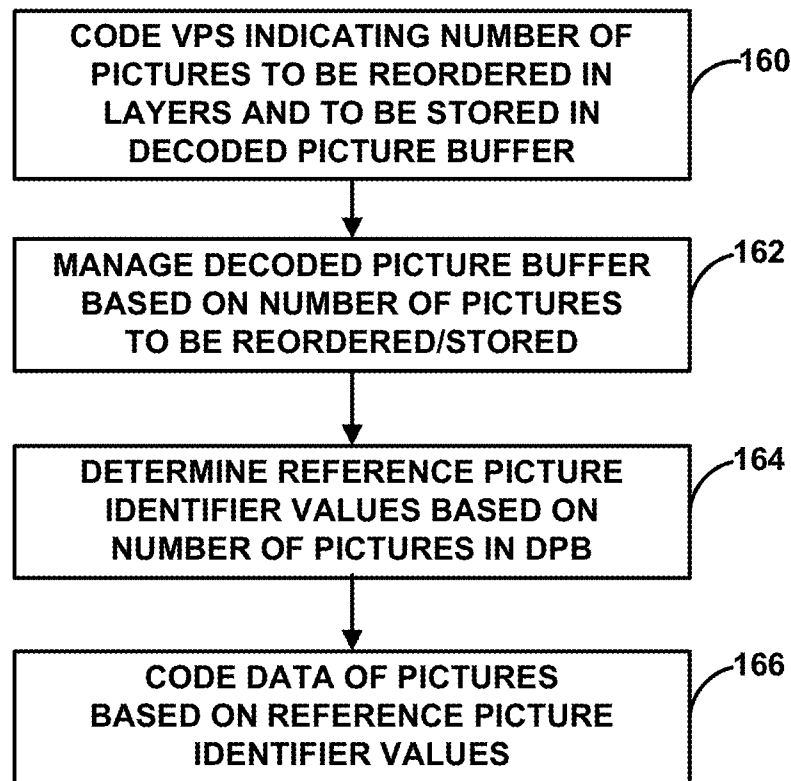 CODE VPS INDICATING NUMBER OF
PICTURES TO BE REORDERED IN
LAYERS AND TO BE STORED IN
DECODED PICTURE BUFFER
160
MANAGE DECODED PICTURE BUFFER
BASED ON NUMBER OF PICTURES
TO BE REORDERED/STORED
162
DETERMINE REFERENCE PICTURE
IDENTIFIER VALUES BASED ON
NUMBER OF PICTURES IN DPB
164
CODE DATA OF PICTURES
BASED ON REFERENCE PICTURE
IDENTIFIER VALUES
166